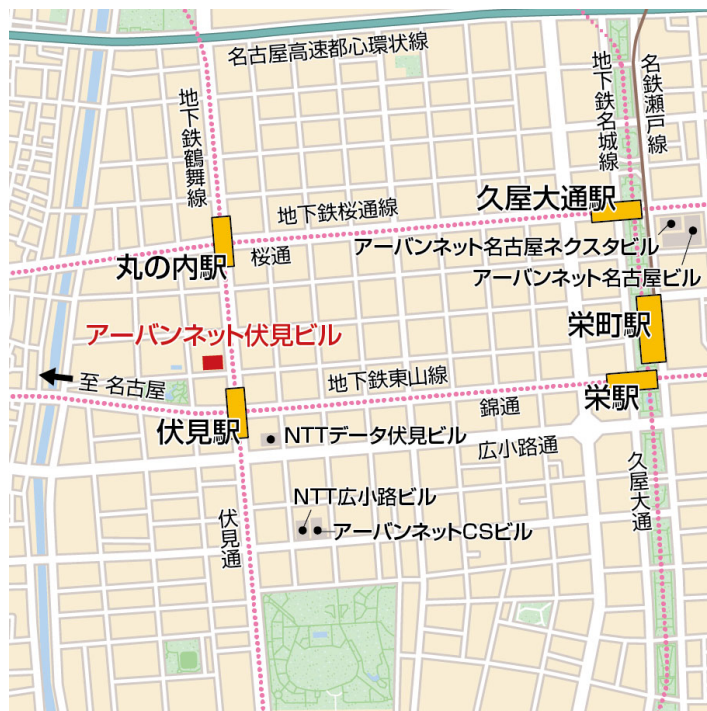 名古屋高速都心環状線
地下鉄鶴舞線
地下鉄名城線
名鉄瀬戸線
久屋大通駅
地下鉄桜通線
桜通
丸の内駅
アーバンネット名古屋ネクスタビル
アーバンネット名古屋ビル
栄町駅
アーバンネット伏見ビル
至 名古屋
地下鉄東山線
栄駅
錦通
伏見駅
NTTデータ伏見ビル
広小路通
久屋大通
NTT広小路ビル
アーバンネットCSビル
伏見通